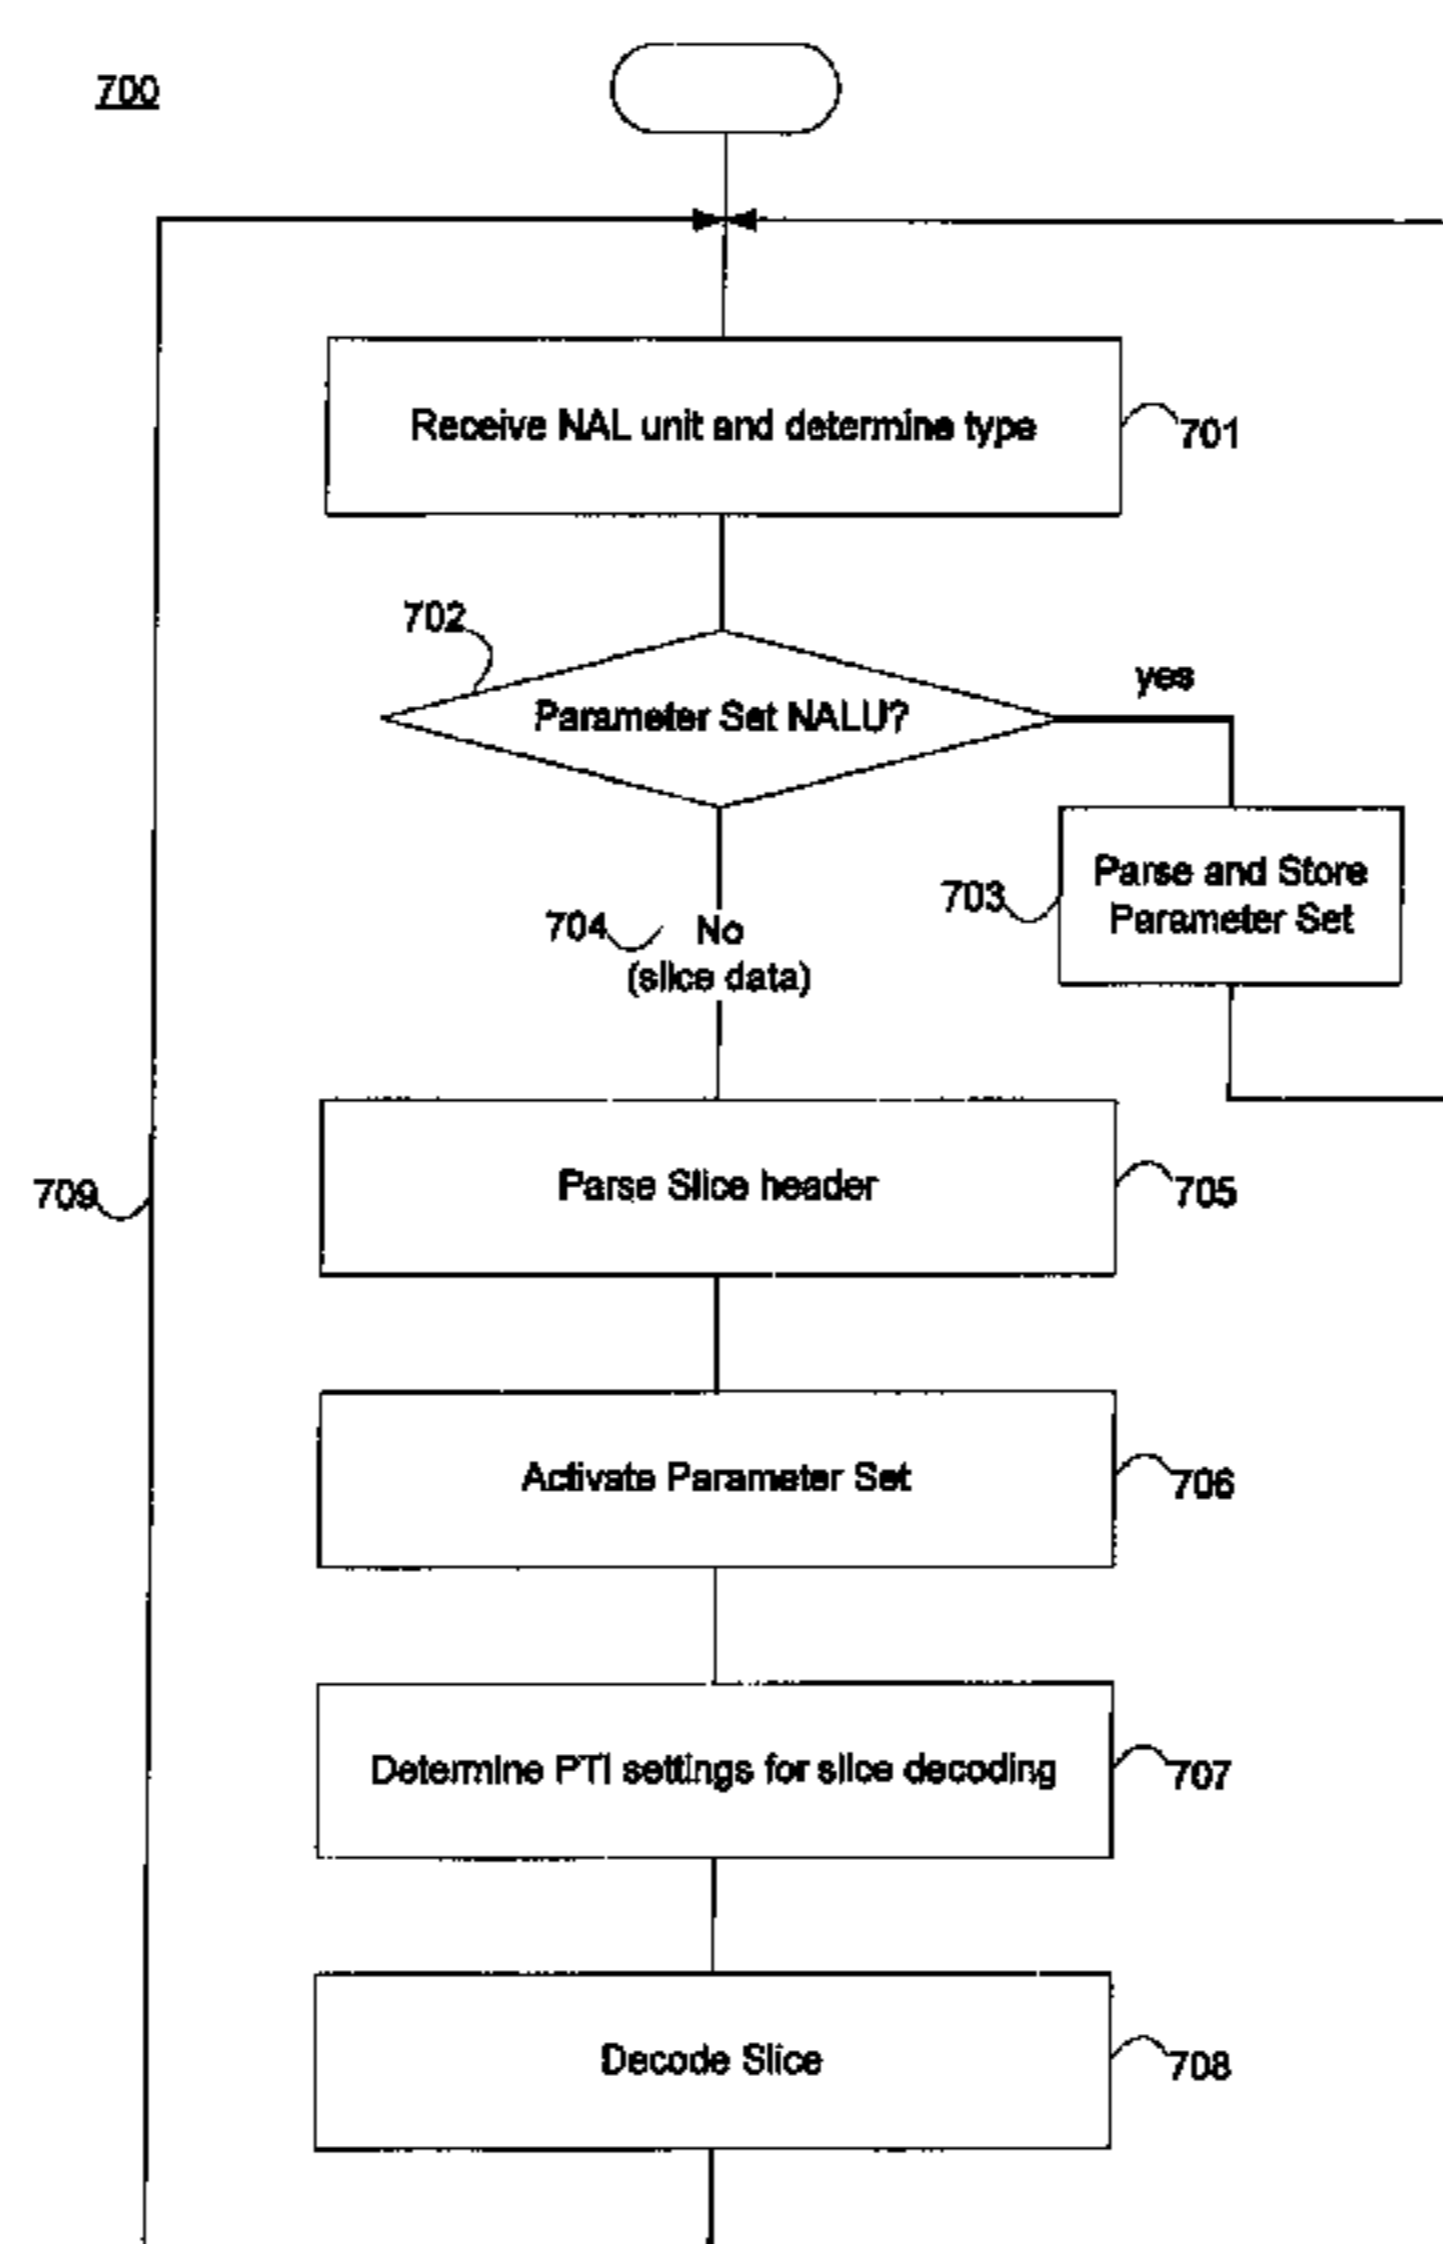 700
Receive NAL unit and determine type
701
702
Parameter Set NALU?
yes
703
Parse and Store
Parameter Set
704
No
(slice data)
Parse Slice header
705
709
Activate Parameter Set
706
Determine PTI settings for slice decoding
707
Decode Slice
708